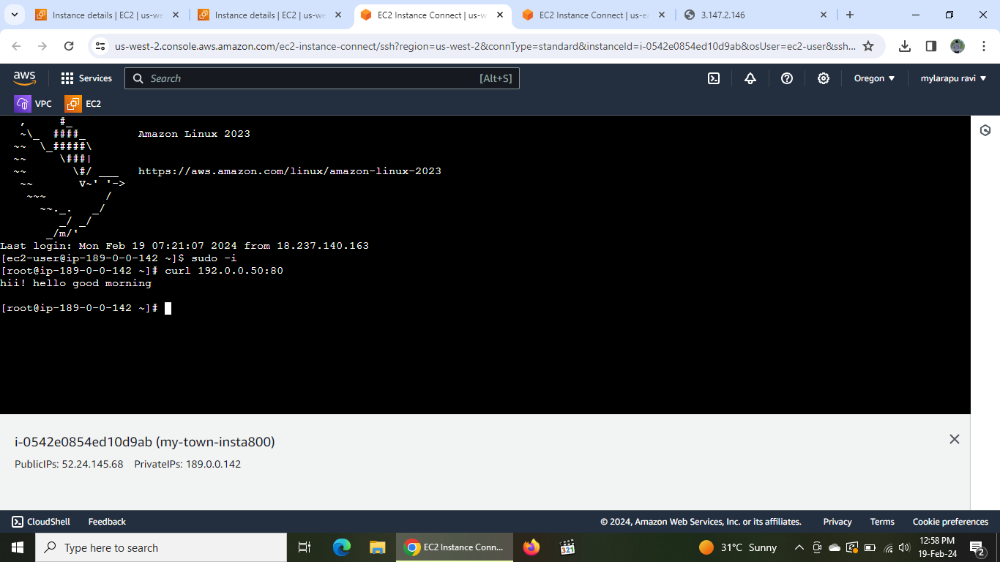 Instance details | EC2 | us-we
Instance details | EC2 | us-we
EC2 Instance Connect | us-w
EC2 Instance Connect | us-e
3.147.2.146
us-west-2.console.aws.amazon.com/ec2-instance-connect/ssh?region=us-west-2&connType=standard&instanceId=i-0542e0854ed10d9ab&osUser=ec2-user&ssh...
aws
Services
Search
[Alt+S]
Oregon
mylarapu ravi
VPC
EC2
   ,     #_
   ~\_  ####_        Amazon Linux 2023
  ~~  \_#####\
  ~~     \###|
  ~~       \#/ ___   https://aws.amazon.com/linux/amazon-linux-2023
   ~~       V~' '->
    ~~~         /
      ~~._.   _/
         _/ _/
       _/m/'
Last login: Mon Feb 19 07:21:07 2024 from 18.237.140.163
[ec2-user@ip-189-0-0-142 ~]$ sudo -i
[root@ip-189-0-0-142 ~]# curl 192.0.0.50:80
hii! hello good morning
[root@ip-189-0-0-142 ~]#
i-0542e0854ed10d9ab (my-town-insta800)
PublicIPs: 52.24.145.68 PrivateIPs: 189.0.0.142
CloudShell
Feedback
© 2024, Amazon Web Services, Inc. or its affiliates.
Privacy
Terms
Cookie preferences
Type here to search
EC2 Instance Conn...
321
31°C Sunny
12:58 PM
19-Feb-24
2